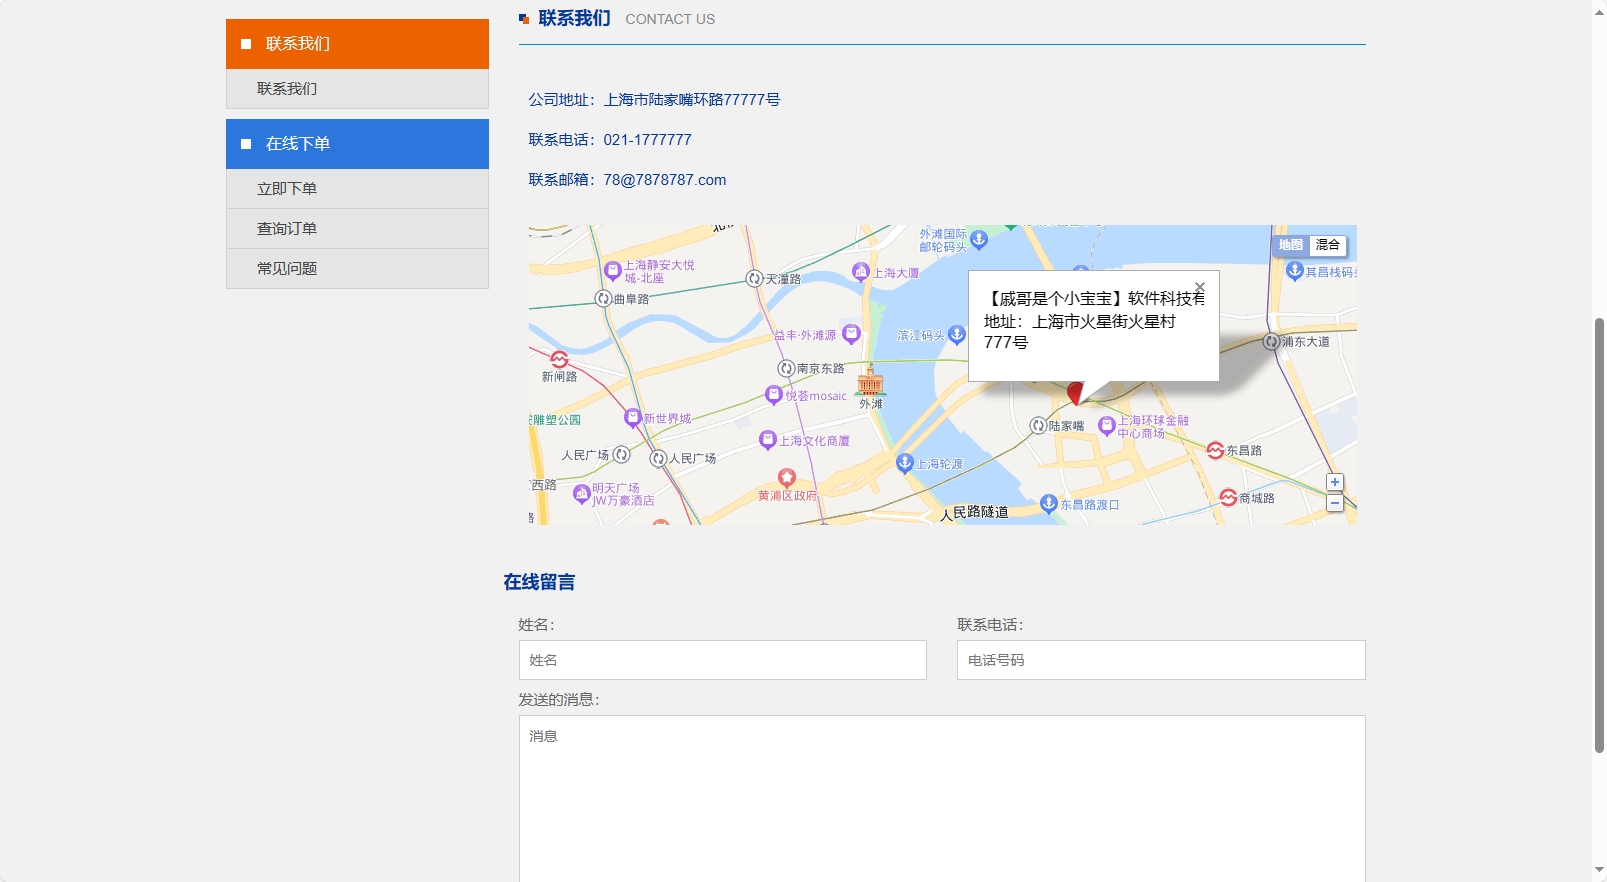 联系我们
联系我们
在线下单
立即下单
查询订单
常见问题
联系我们 CONTACT US
公司地址：上海市陆家嘴环路77777号
联系电话：021-1777777
联系邮箱：78@7878787.com
外滩国际
邮轮码头
地图 混合
上海静安大悦
城-北座
天潼路
上海大厦
其昌栈码
曲阜路
【戚哥是个小宝宝】软件科技有
地址：上海市火星街火星村
777号
益丰·外滩源
滨江码头
浦东大道
新闸路
南京东路
悦荟mosaic
外滩
雕塑公园
新世界城
陆家嘴
上海环球金融
中心商场
上海文化商厦
人民广场
人民广场
上海轮渡
东昌路
西路
明天广场
JW万豪酒店
黄浦区政府
人民路隧道
东昌路渡口
商城路
在线留言
姓名：
联系电话：
姓名
电话号码
发送的消息：
消息